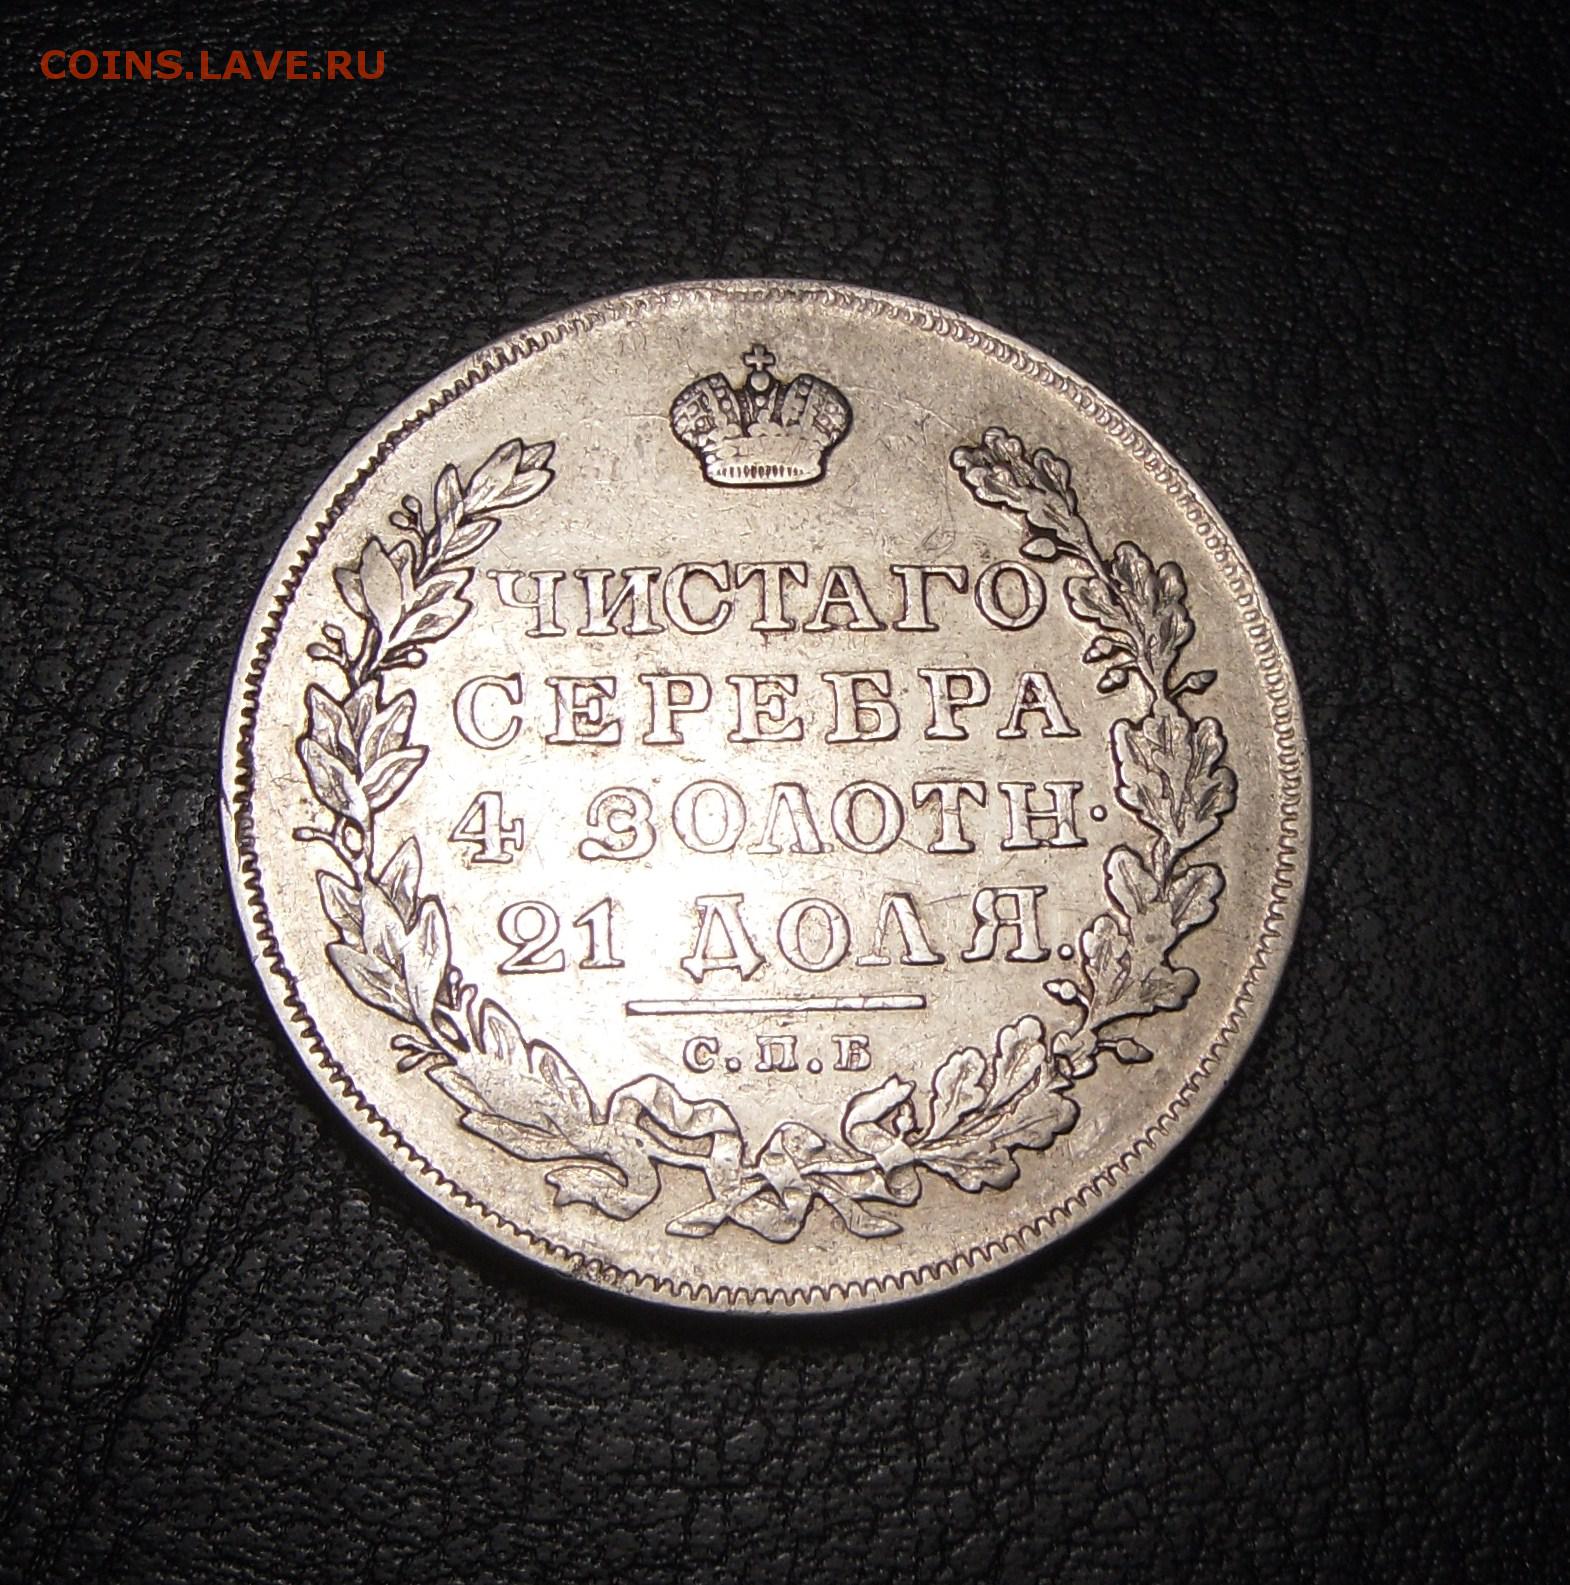 COINS.LAVE.RU
ЧИСТАГО
СЕРЕБРА
4 ЗОЛОТН.
21 ДОЛЯ.
С.П.Б